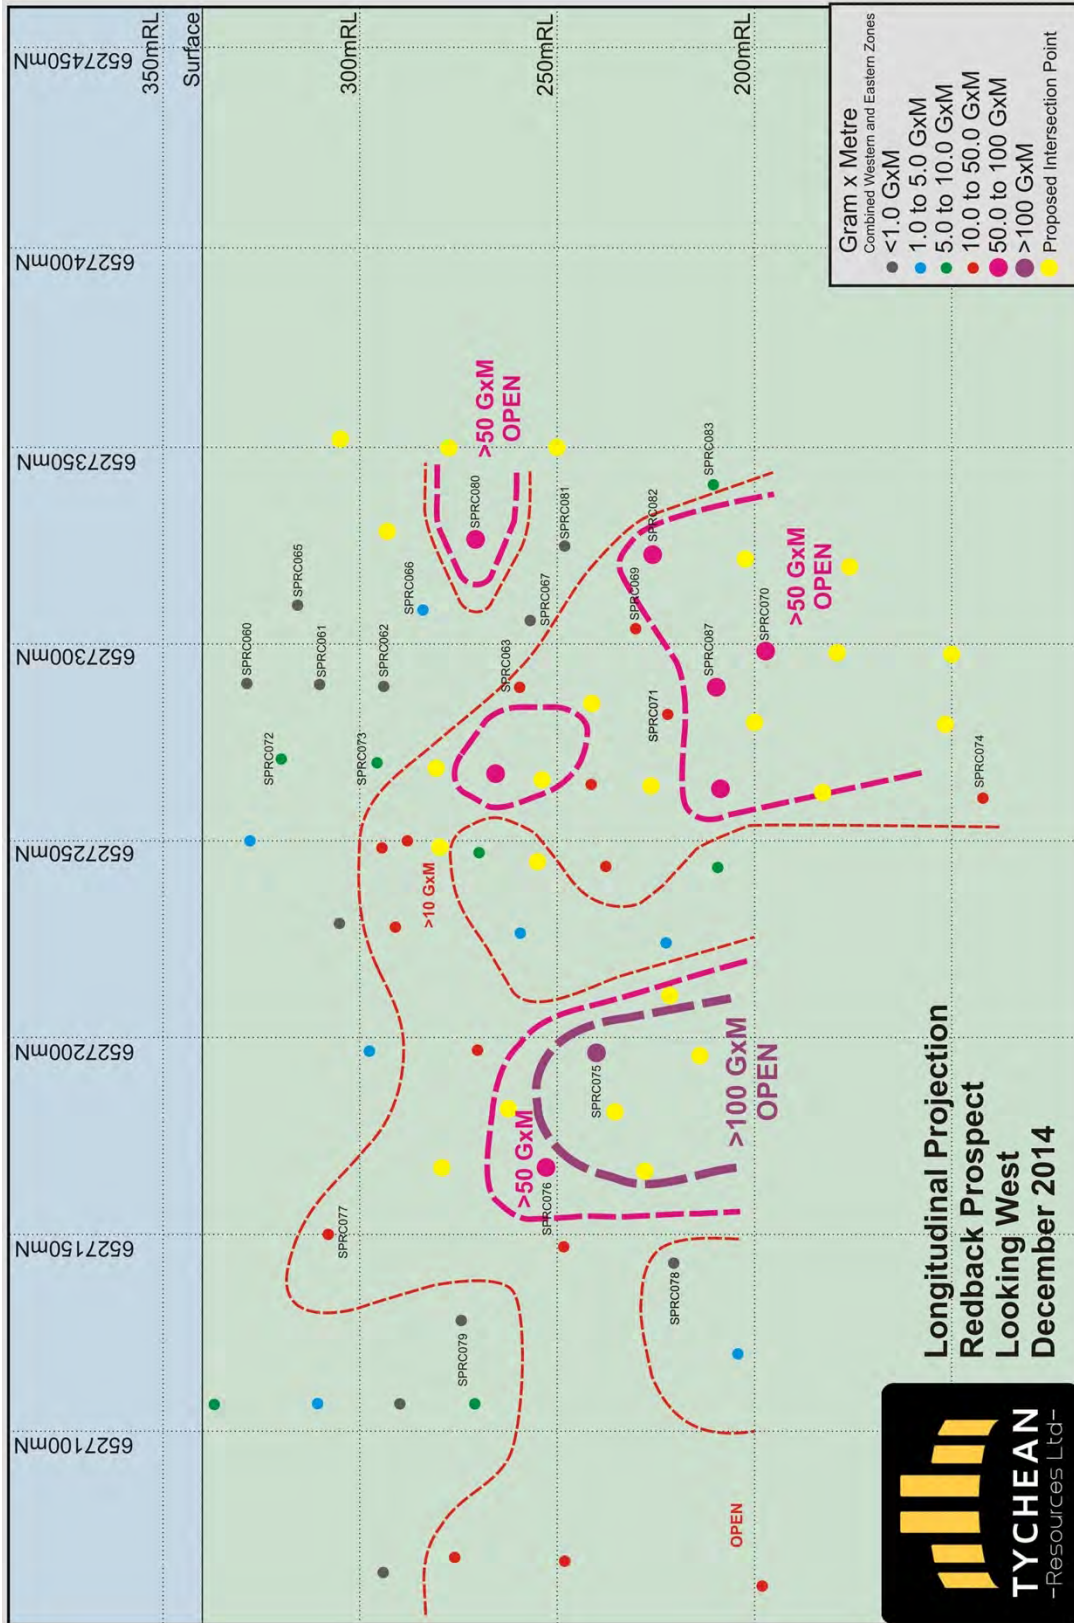 6527450mN
6527400mN
6527350mN
6527300mN
6527250mN
6527200mN
6527150mN
6527100mN
350mRL
Surface
300mRL
250mRL
200mRL
SPRC060
SPRC061
SPRC062
SPRC065
SPRC066
SPRC072
SPRC073
SPRC063
SPRC067
SPRC080
SPRC081
SPRC069
SPRC082
SPRC083
SPRC071
SPRC087
SPRC070
SPRC074
SPRC075
SPRC076
SPRC077
SPRC078
SPRC079
>50 GxM
OPEN
>50 GxM
OPEN
>10 GxM
>50 GxM
>100 GxM
OPEN
OPEN
Gram x Metre
Combined Western and Eastern Zones
<1.0 GxM
1.0 to 5.0 GxM
5.0 to 10.0 GxM
10.0 to 50.0 GxM
50.0 to 100 GxM
>100 GxM
Proposed Intersection Point
Longitudinal Projection
Redback Prospect
Looking West
December 2014
TYCHEAN
-Resources Ltd-